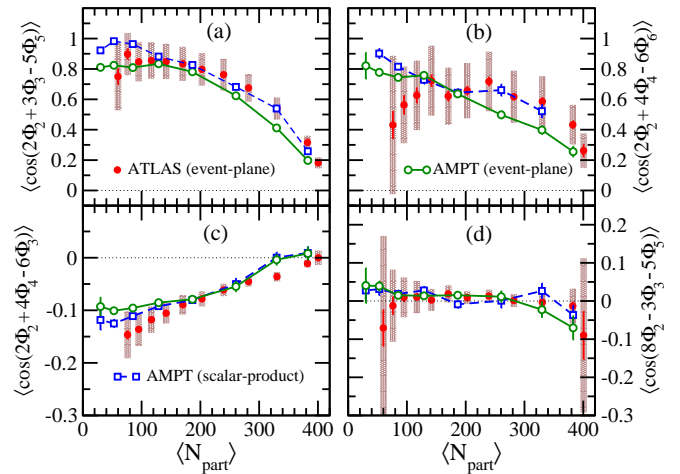 ⟨cos(2Φ₂ + 3Φ₃ - 5Φ₅)⟩
1
0.8
0.6
0.4
0.2
0
(a)
ATLAS (event-plane)
(b)
AMPT (event-plane)
1
0.8
0.6
0.4
0.2
0
⟨cos(2Φ₂ + 4Φ₄ - 6Φ₆)⟩
⟨cos(2Φ₂ + 4Φ₄ - 6Φ₃)⟩
0
-0.1
-0.2
-0.3
(c)
AMPT (scalar-product)
(d)
0.2
0.1
0
-0.1
-0.2
-0.3
⟨cos(8Φ₂ - 3Φ₃ - 5Φ₅)⟩
0 100 200 300 400
0 100 200 300 400
⟨N_part⟩
⟨N_part⟩